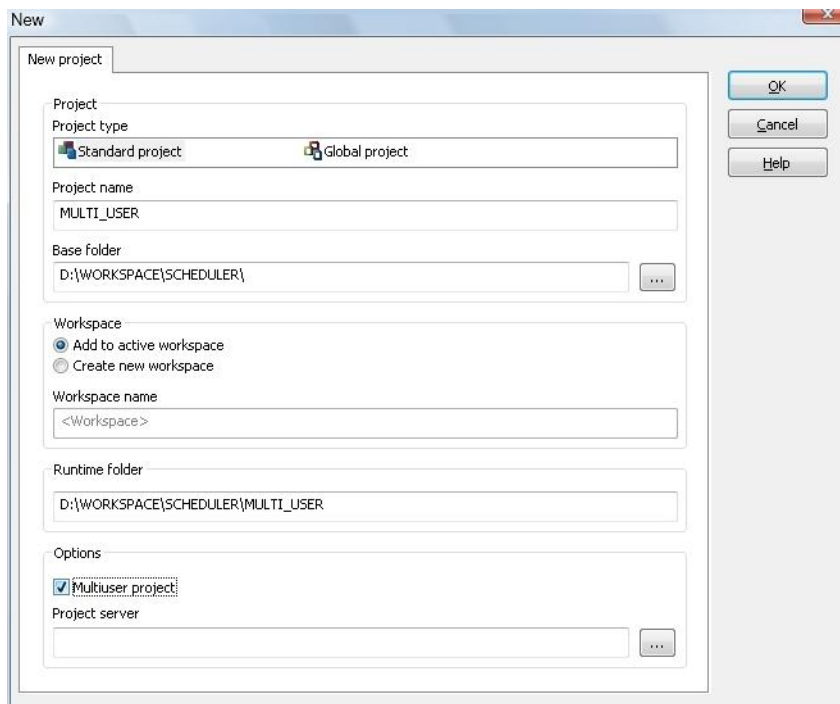 New
New project
Project
Project type
Standard project Global project
Project name
MULTI_USER
Base folder
D:\WORKSPACE\SCHEDULER\
...
Workspace
Add to active workspace
Create new workspace
Workspace name
<Workspace>
Runtime folder
D:\WORKSPACE\SCHEDULER\MULTI_USER
Options
Multiuser project
Project server
...
OK
Cancel
Help